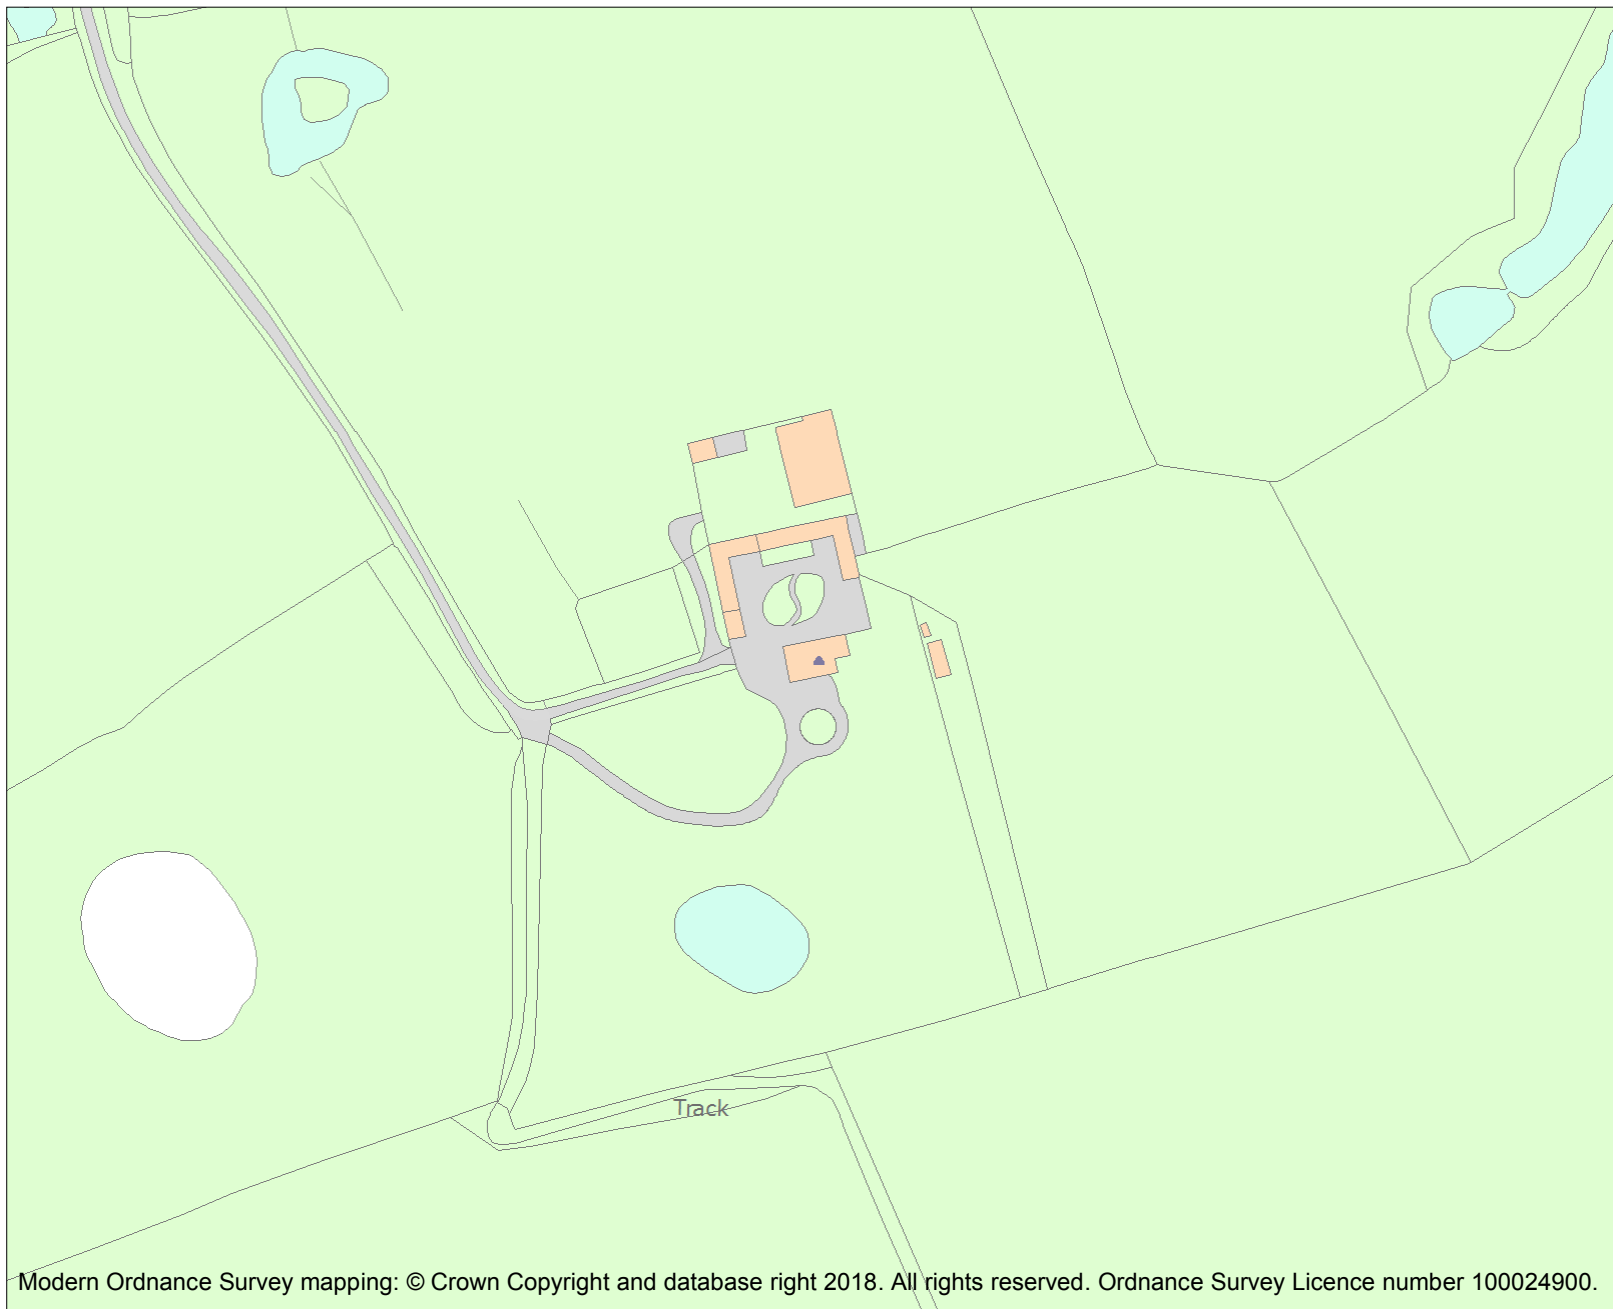 Track
Modern Ordnance Survey mapping: © Crown Copyright and database right 2018. All rights reserved. Ordnance Survey Licence number 100024900.